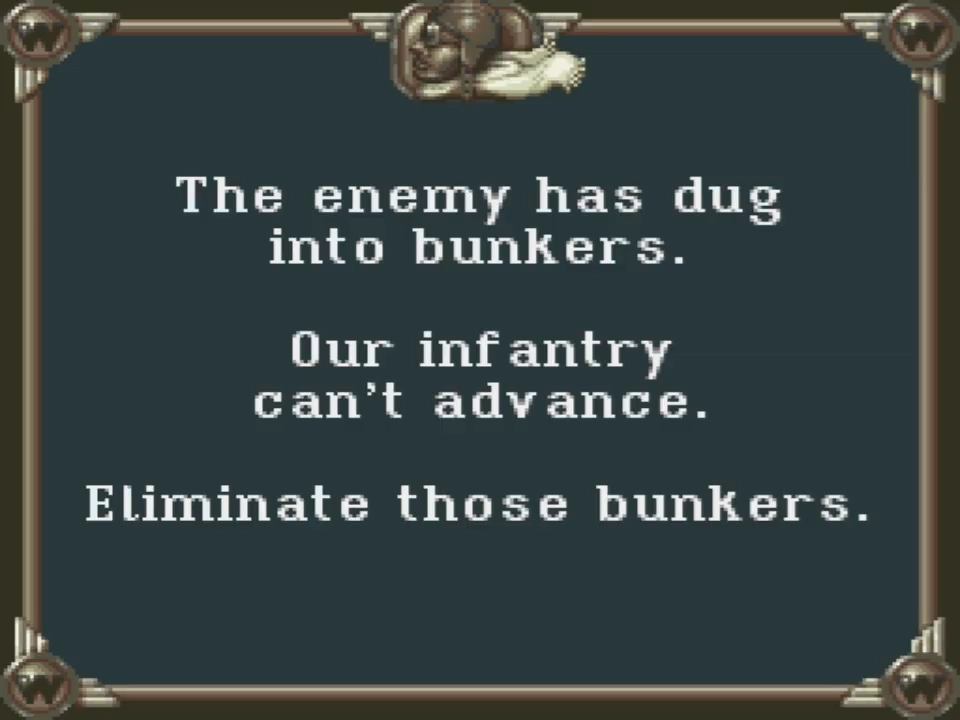 The enemy has dug
into bunkers.
Our infantry
can't advance.
Eliminate those bunkers.